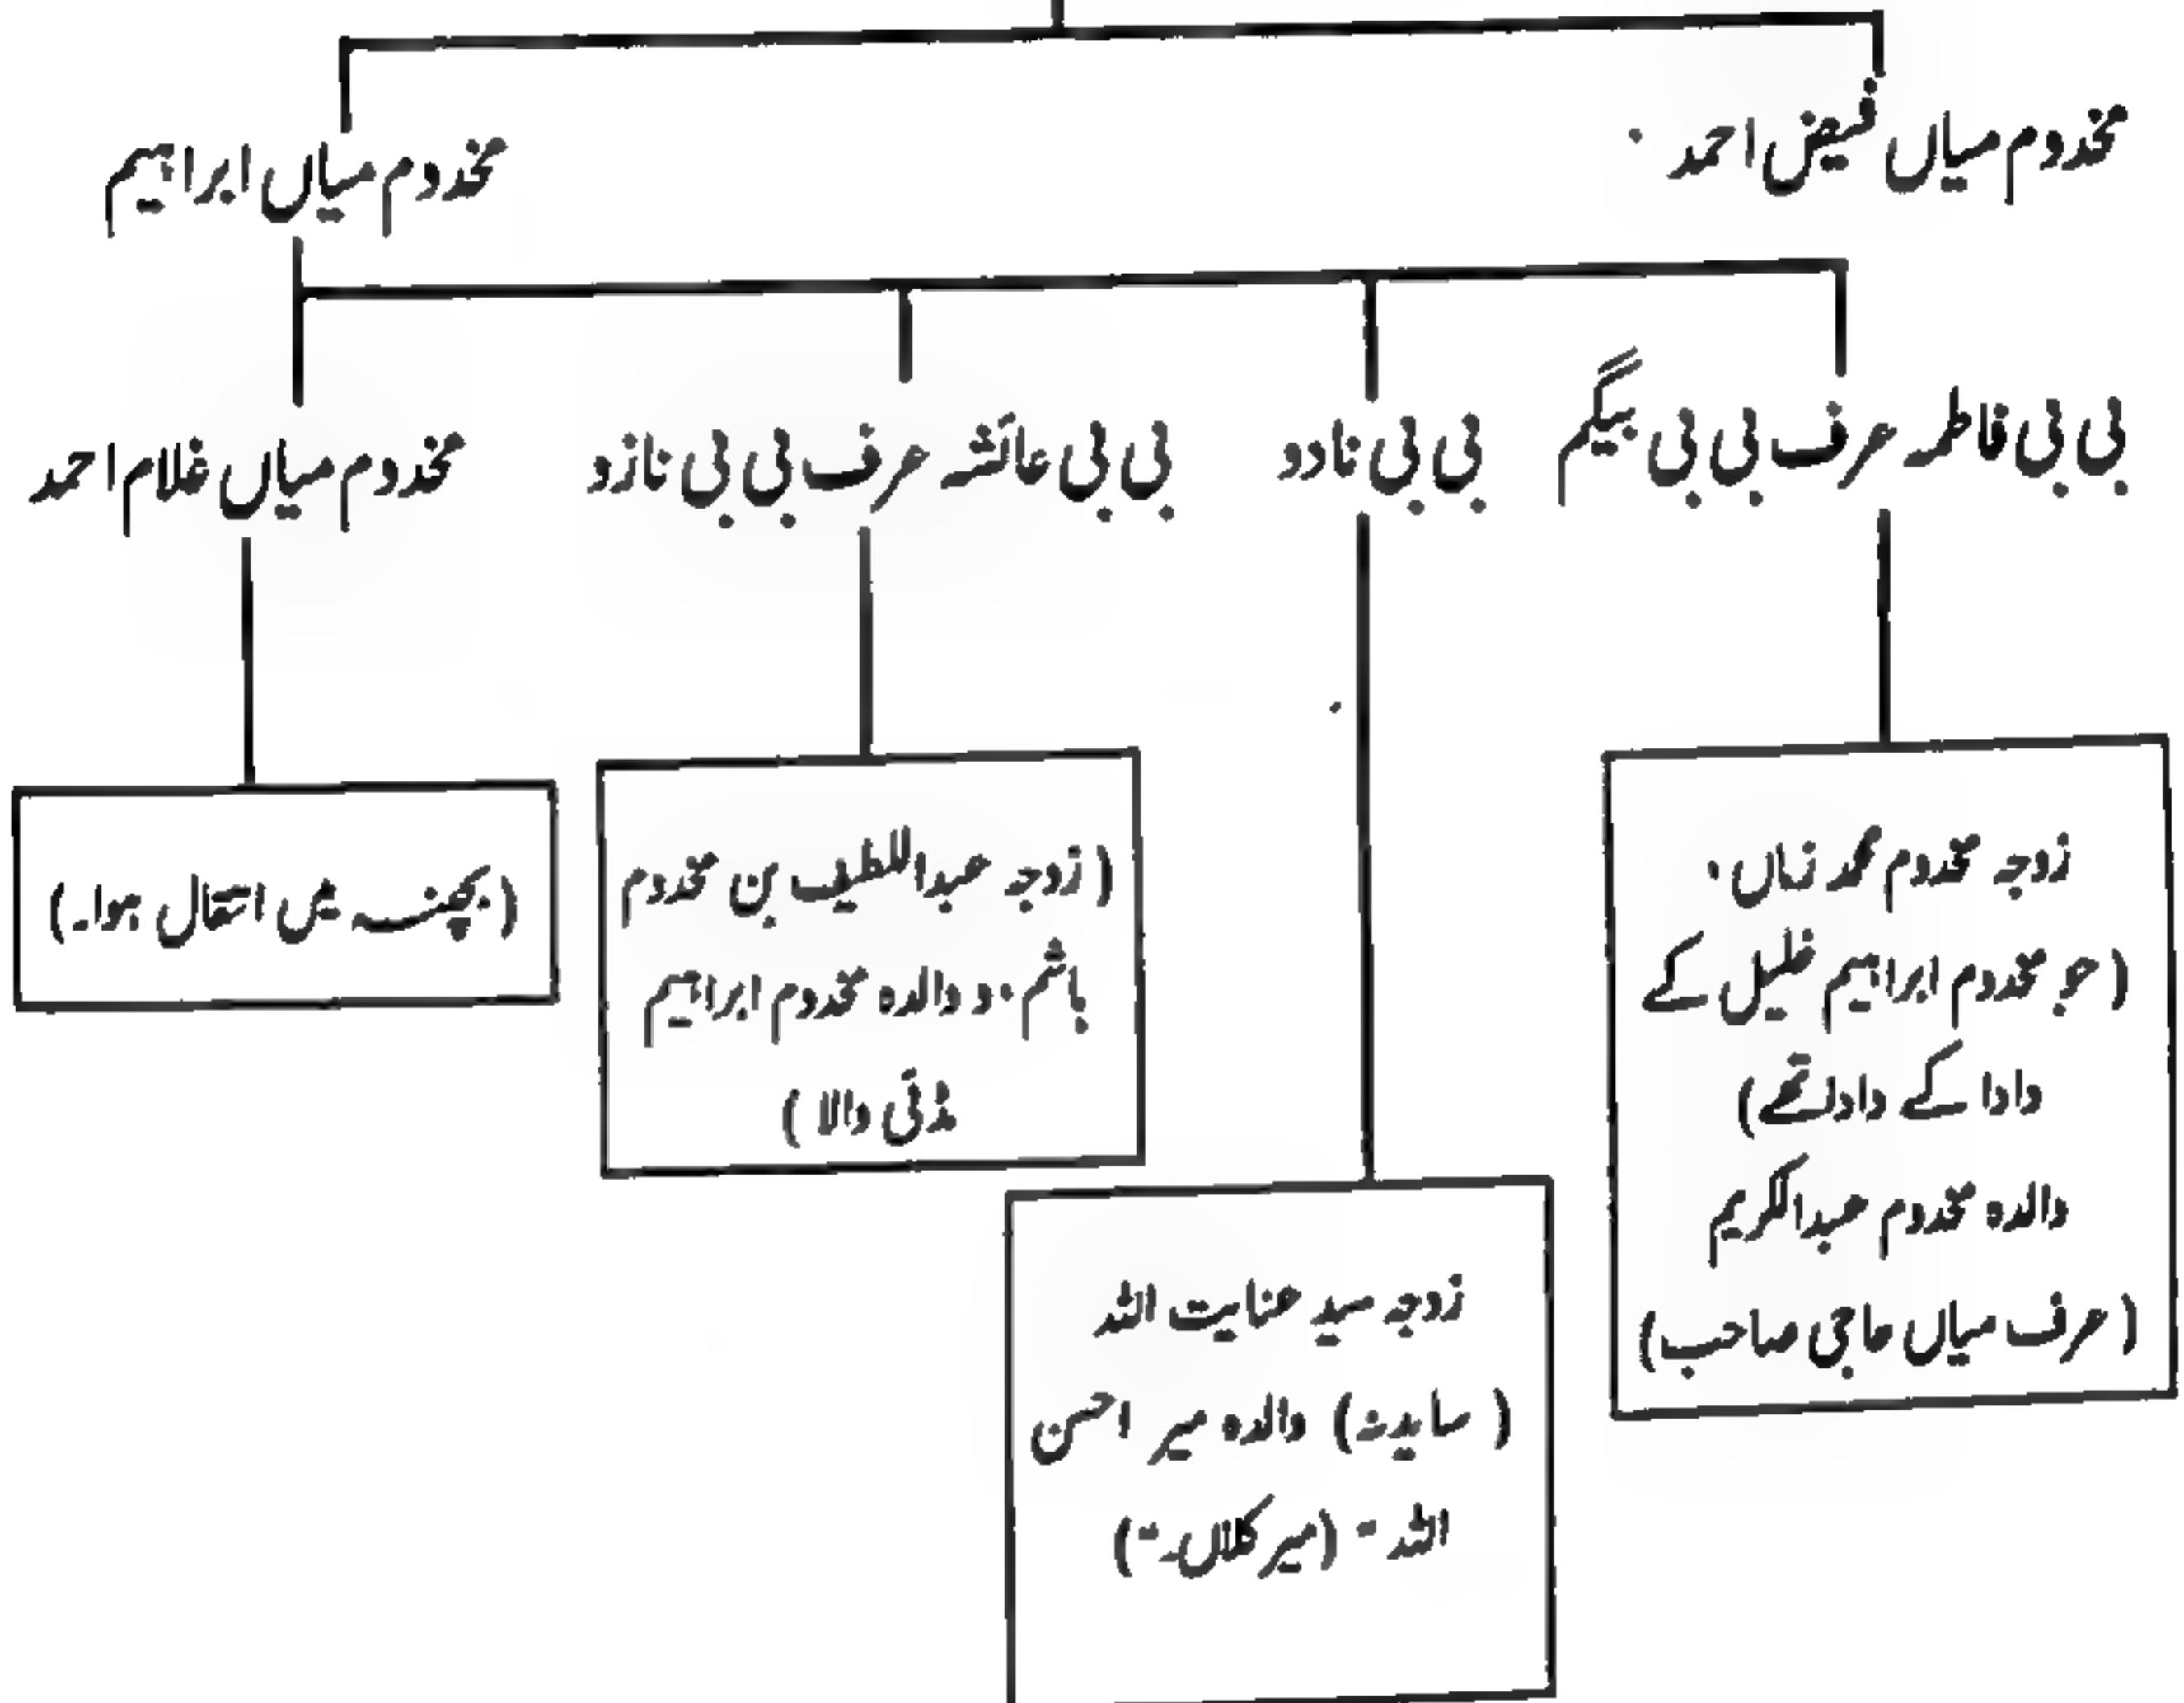 مخدوم میاں فیض احمد
مخدوم میاں ابراہیم
بی بی فاطمہ عرف بی بی بیگم
بی بی نادو
بی بی عائشہ عرف بی بی نازو
مخدوم میاں غلام احمد
زوجہ مخدوم محمد زماں،
(جو مخدوم ابراہیم خلیل کے
دادا کے دادا تھے)
والدہ مخدوم عبدالکریم
(عرف میاں حاجی صاحب)
زوجہ سید عنایت اللہ
() والدہ میر احسن
اللہ - (میر کلاں۔)
(زوجہ عبداللطیف بن مخدوم
ہاشم، و والدہ مخدوم ابراہیم
والا)
(بچپنے میں انتقال ہوا۔)